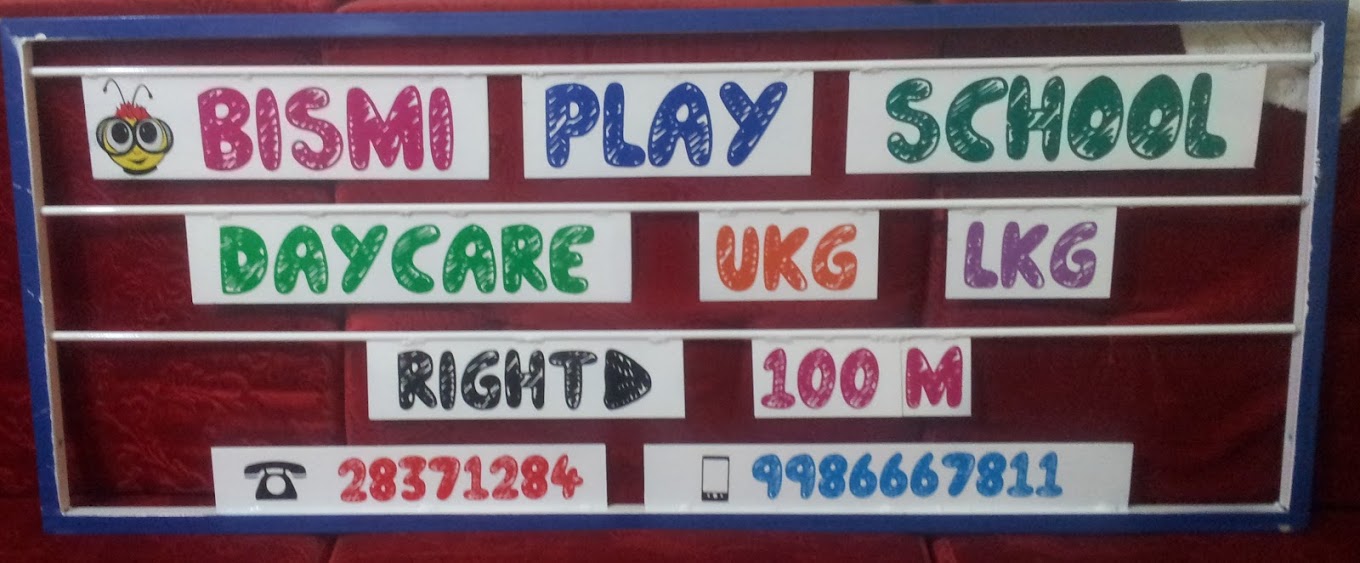 BISMI PLAY SCHOOL
DAYCARE UKG LKG
RIGHT 100 M
28371284 9986667811